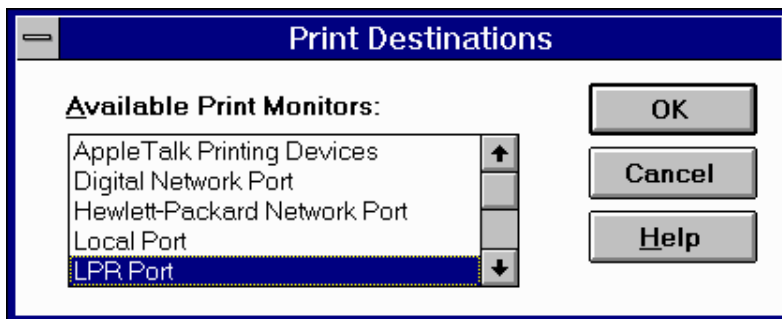 Print Destinations
Available Print Monitors:
AppleTalk Printing Devices
Digital Network Port
Hewlett-Packard Network Port
Local Port
LPR Port
OK
Cancel
Help